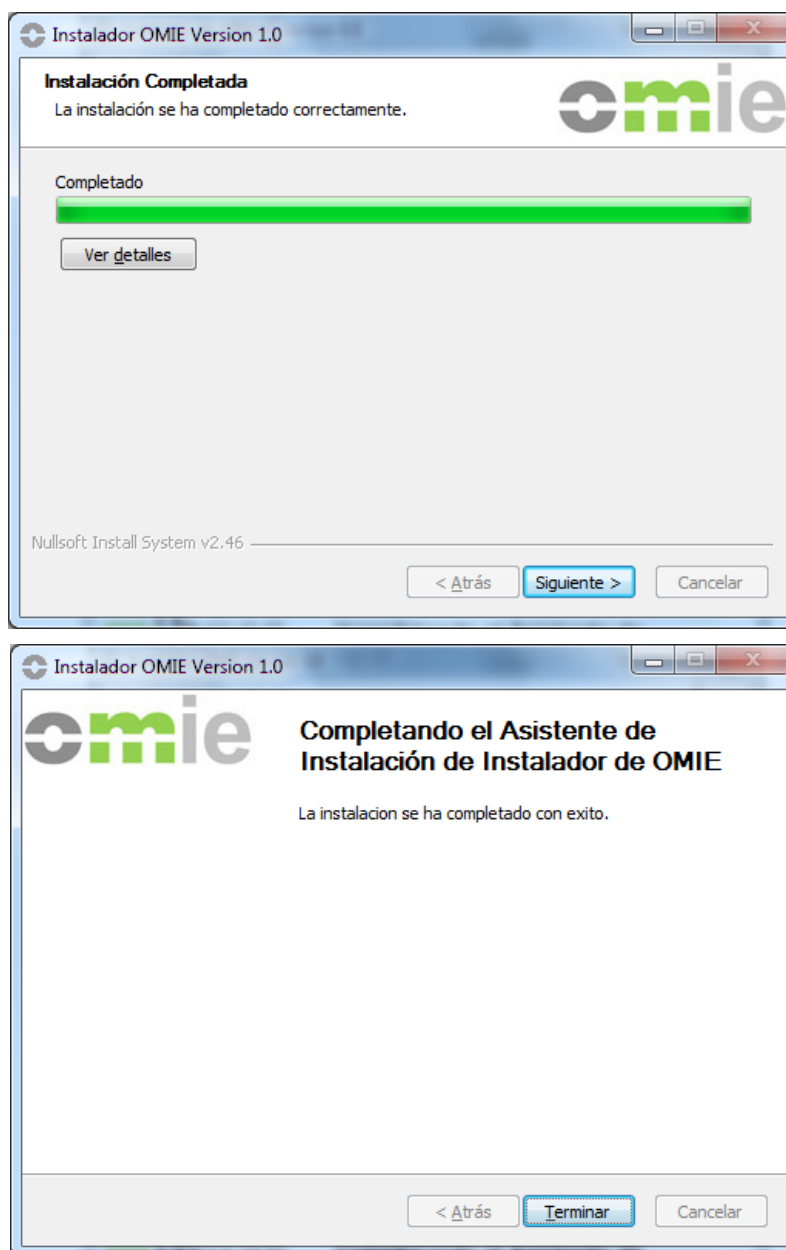 Instalador OMIE Version 1.0
Instalación Completada
La instalación se ha completado correctamente.
omie
Completado
Ver detalles
Nullsoft Install System v2.46
< Atrás
Siguiente >
Cancelar
Instalador OMIE Version 1.0
omie
Completando el Asistente de
Instalación de Instalador de OMIE
La instalacion se ha completado con exito.
< Atrás
Terminar
Cancelar